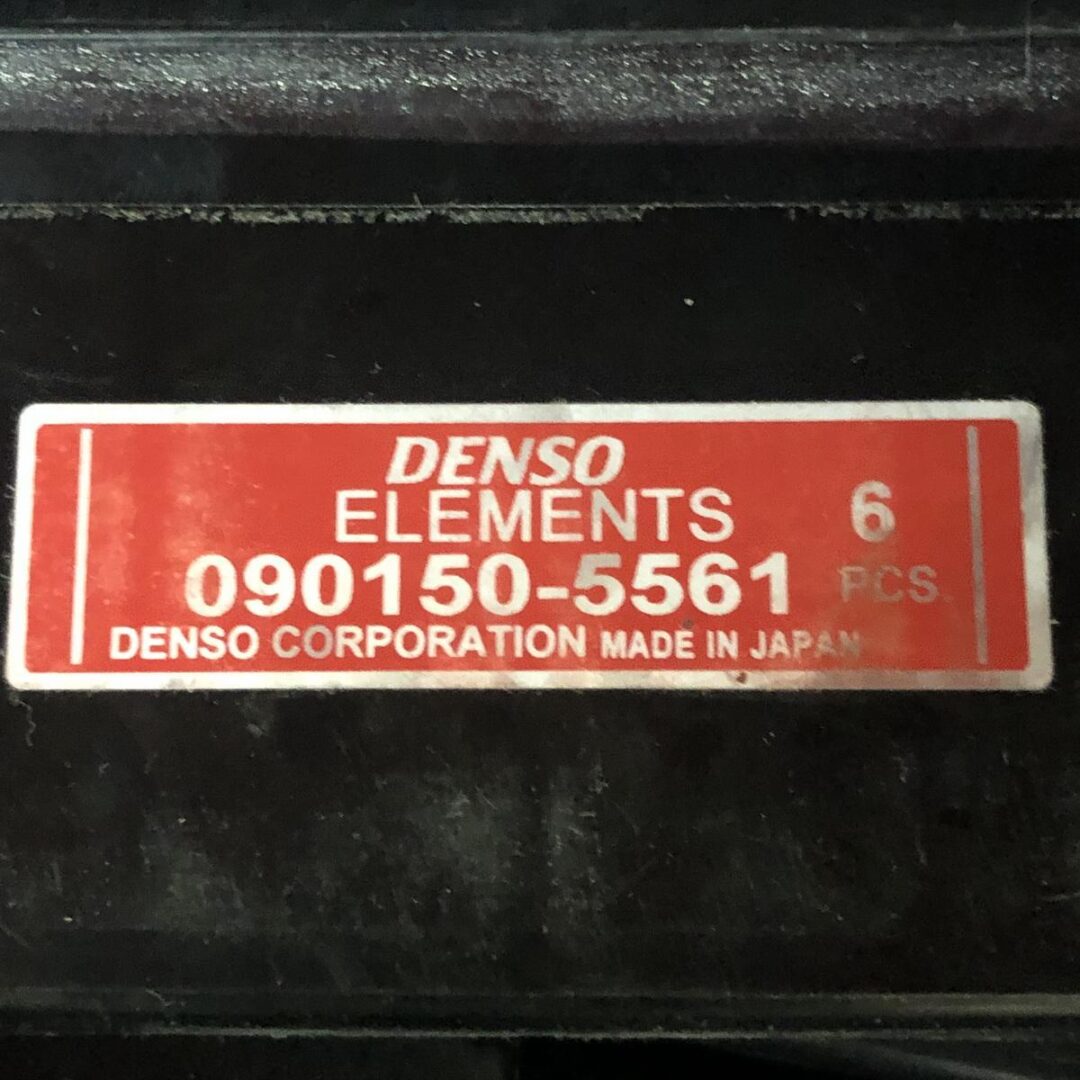 DENSO
ELEMENTS 6
090150-5561 PCS.
DENSO CORPORATION MADE IN JAPAN